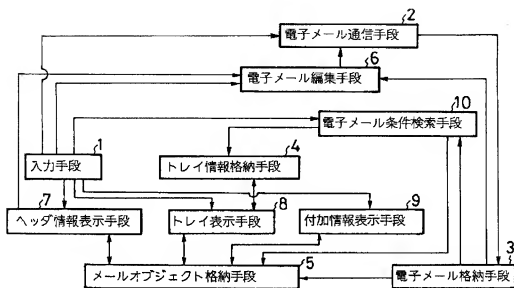 2
電子メール通信手段
6
電子メール編集手段
10
電子メール条件検索手段
1
入力手段
4
トレイ情報格納手段
7
ヘッダ情報表示手段
8
トレイ表示手段
9
付加情報表示手段
5
メールオブジェクト格納手段
3
電子メール格納手段